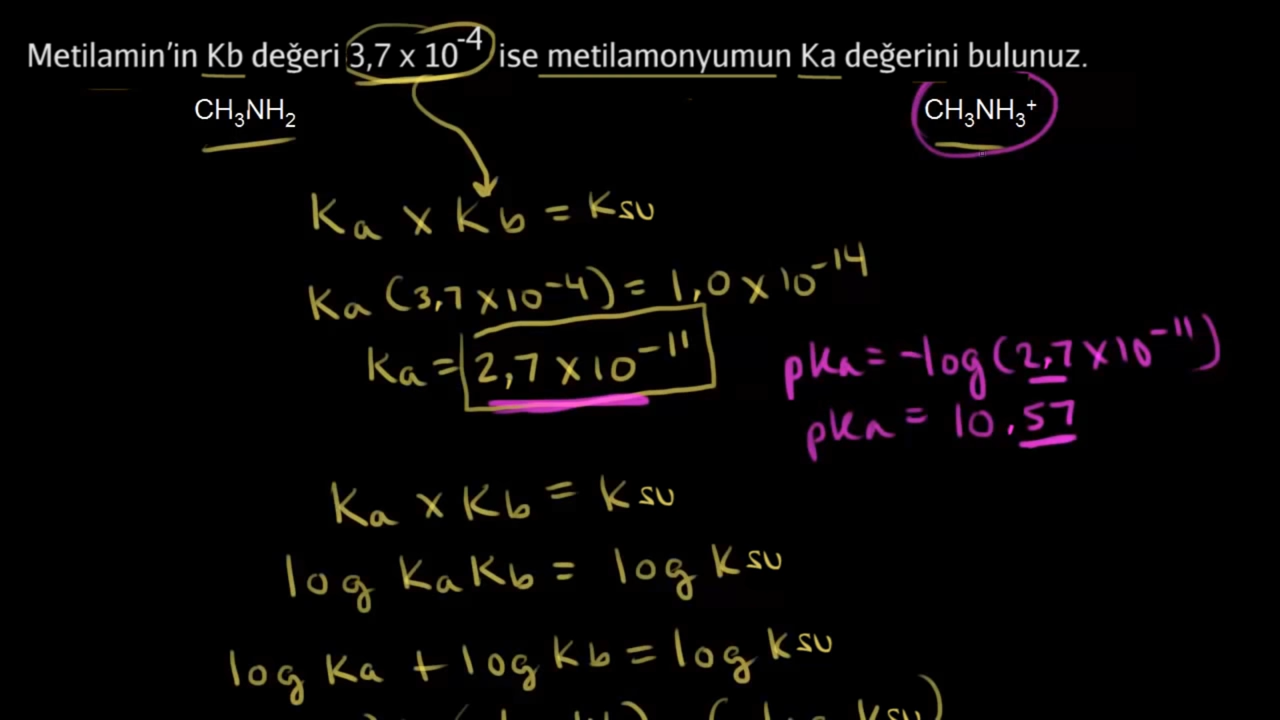 Metilamin'in Kb değeri 3,7 x 10⁻⁴ ise metilamonyumun Ka değerini bulunuz.
CH₃NH₂ CH₃NH₃⁺
Ka x Kb = Ksu
Ka (3,7 x 10⁻⁴) = 1,0 x 10⁻¹⁴
Ka = 2,7 x 10⁻¹¹
pKa = -log (2,7 x 10⁻¹¹)
pKa = 10,57
Ka x Kb = Ksu
log Ka Kb = log Ksu
log Ka + log Kb = log Ksu